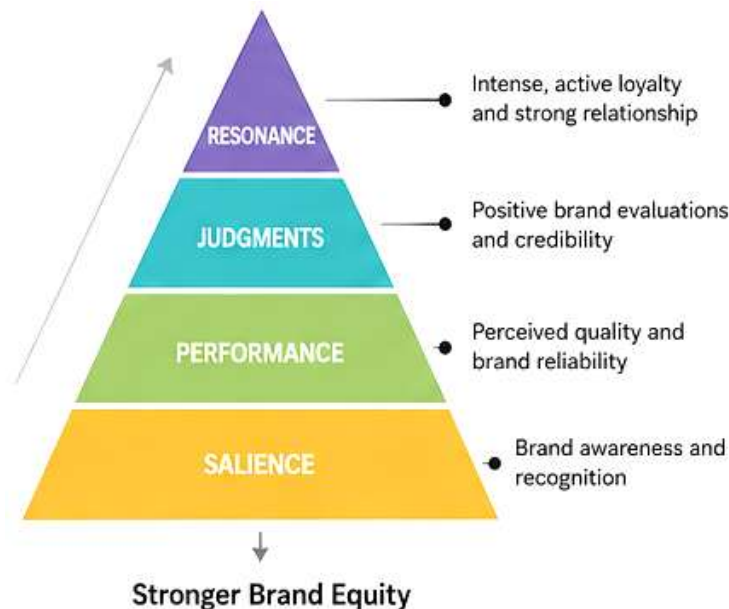 RESONANCE
Intense, active loyalty
and strong relationship
JUDGMENTS
Positive brand evaluations
and credibility
PERFORMANCE
Perceived quality and
brand reliability
SALIENCE
Brand awareness and
recognition
Stronger Brand Equity